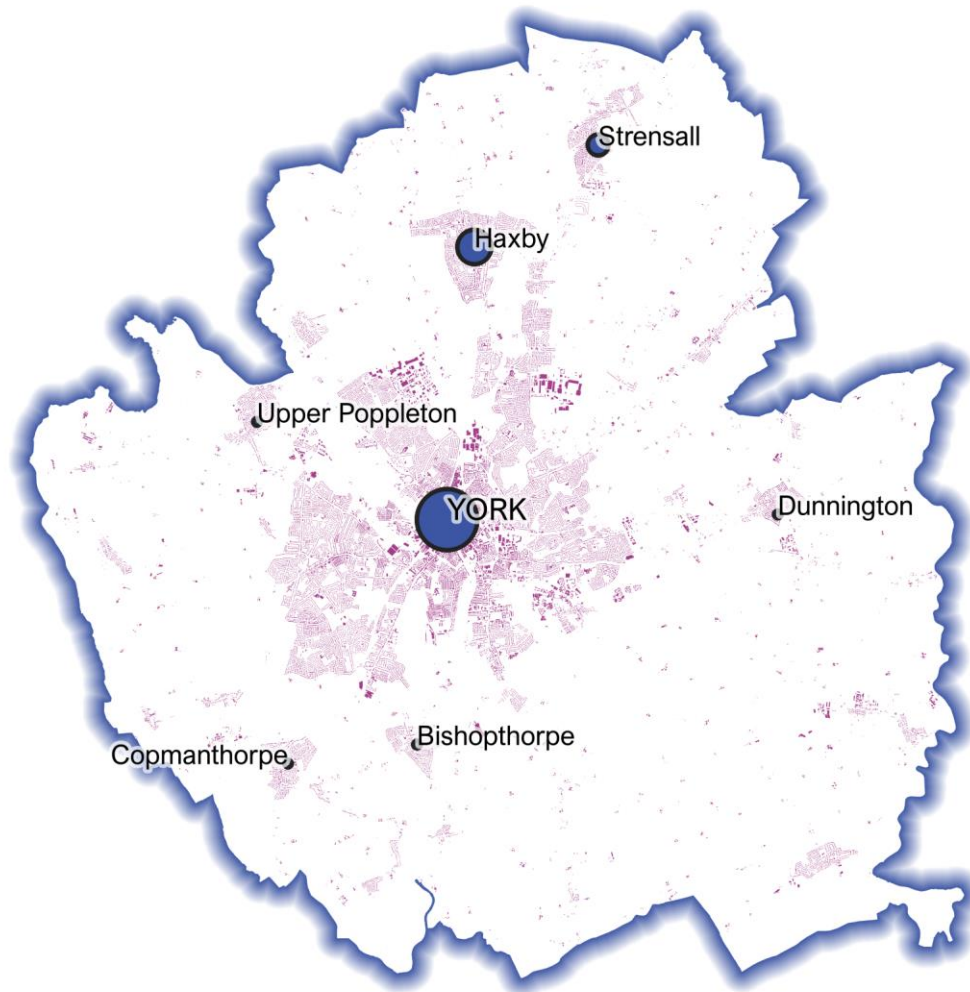 Strensall
Haxby
Upper Poppleton
YORK
Dunnington
Bishopthorpe
Copmanthorpe